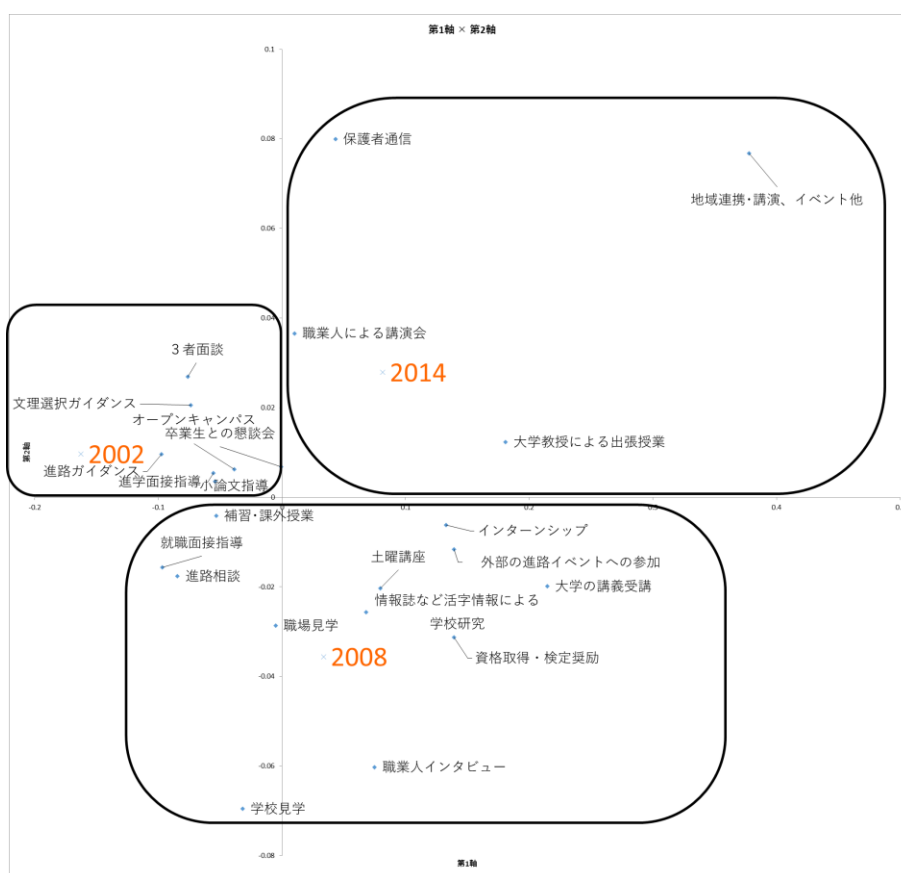 第1軸 × 第2軸
0.1
保護者通信
0.08
地域連携・講演、イベント他
0.06
0.04
職業人による講演会
3者面談
2014
文理選択ガイダンス
0.02
オープンキャンパス
卒業生との懇談会
大学教授による出張授業
第2軸
2002
進路ガイダンス
進学面接指導
小論文指導
0
-0.2
-0.1
0
0.1
0.2
0.3
0.4
補習・課外授業
インターンシップ
就職面接指導
土曜講座
外部の進路イベントへの参加
進路相談
-0.02
大学の講義受講
情報誌など活字情報による
学校研究
職場見学
2008
資格取得・検定奨励
-0.04
-0.06
職業人インタビュー
学校見学
-0.08
第1軸